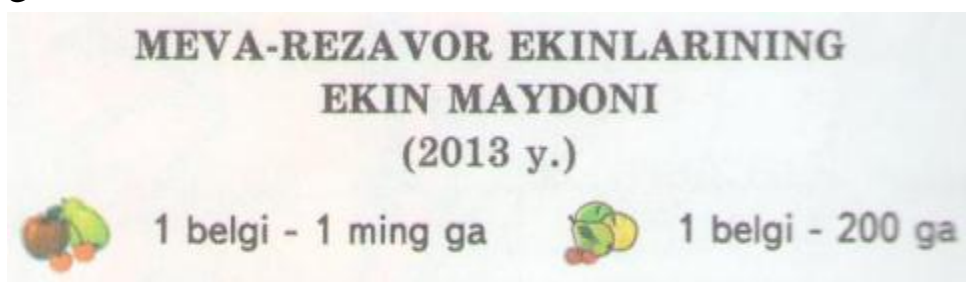 MEVA-REZAVOR EKINLARINING
EKIN MAYDONI
(2013 y.)
1 belgi - 1 ming ga 1 belgi - 200 ga